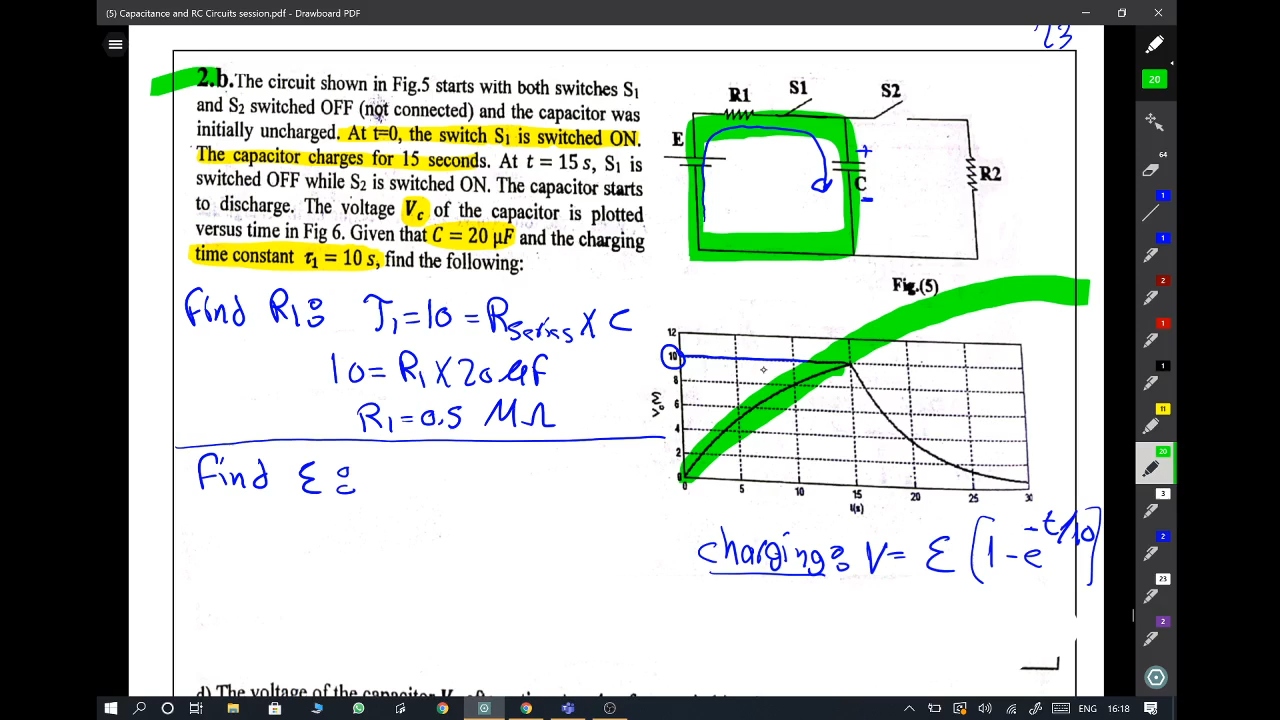 (5) Capacitance and RC Circuits session.pdf - Drawboard PDF
23
2.b.The circuit shown in Fig.5 starts with both switches S1
and S2 switched OFF (not connected) and the capacitor was
initially uncharged. At t=0, the switch S1 is switched ON.
The capacitor charges for 15 seconds. At t = 15 s, S1 is
switched OFF while S2 is switched ON. The capacitor starts
to discharge. The voltage Vc of the capacitor is plotted
versus time in Fig 6. Given that C = 20 μF and the charging
time constant τ1 = 10 s, find the following:
R1 S1 S2
E
+
C
-
R2
Fig.(5)
find R1: τ1=10 = Rseries X C
10 = R1 X 20 μF
R1 = 0.5 MΩ
find ε:
12
10
8
6
4
2
0
0 5 10 15 20 25 30
t(s)
charging: V= ε [1-e^-t/10]
d) The voltage of the capacitor
20
64
1
1
2
1
1
11
20
3
2
23
2
ENG 16:18